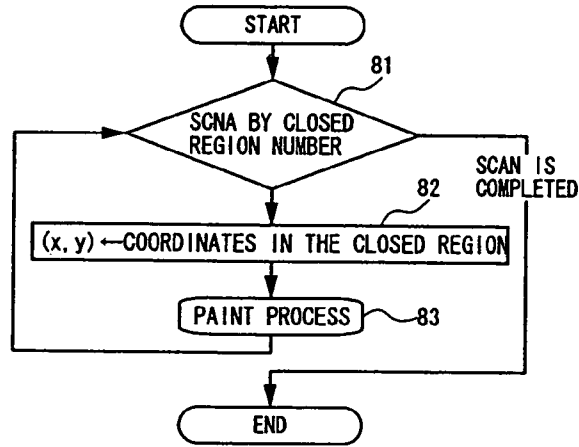 START
81
SCNA BY CLOSED
REGION NUMBER
SCAN IS
COMPLETED
82
(x, y) ←COORDINATES IN THE CLOSED REGION
PAINT PROCESS
83
END